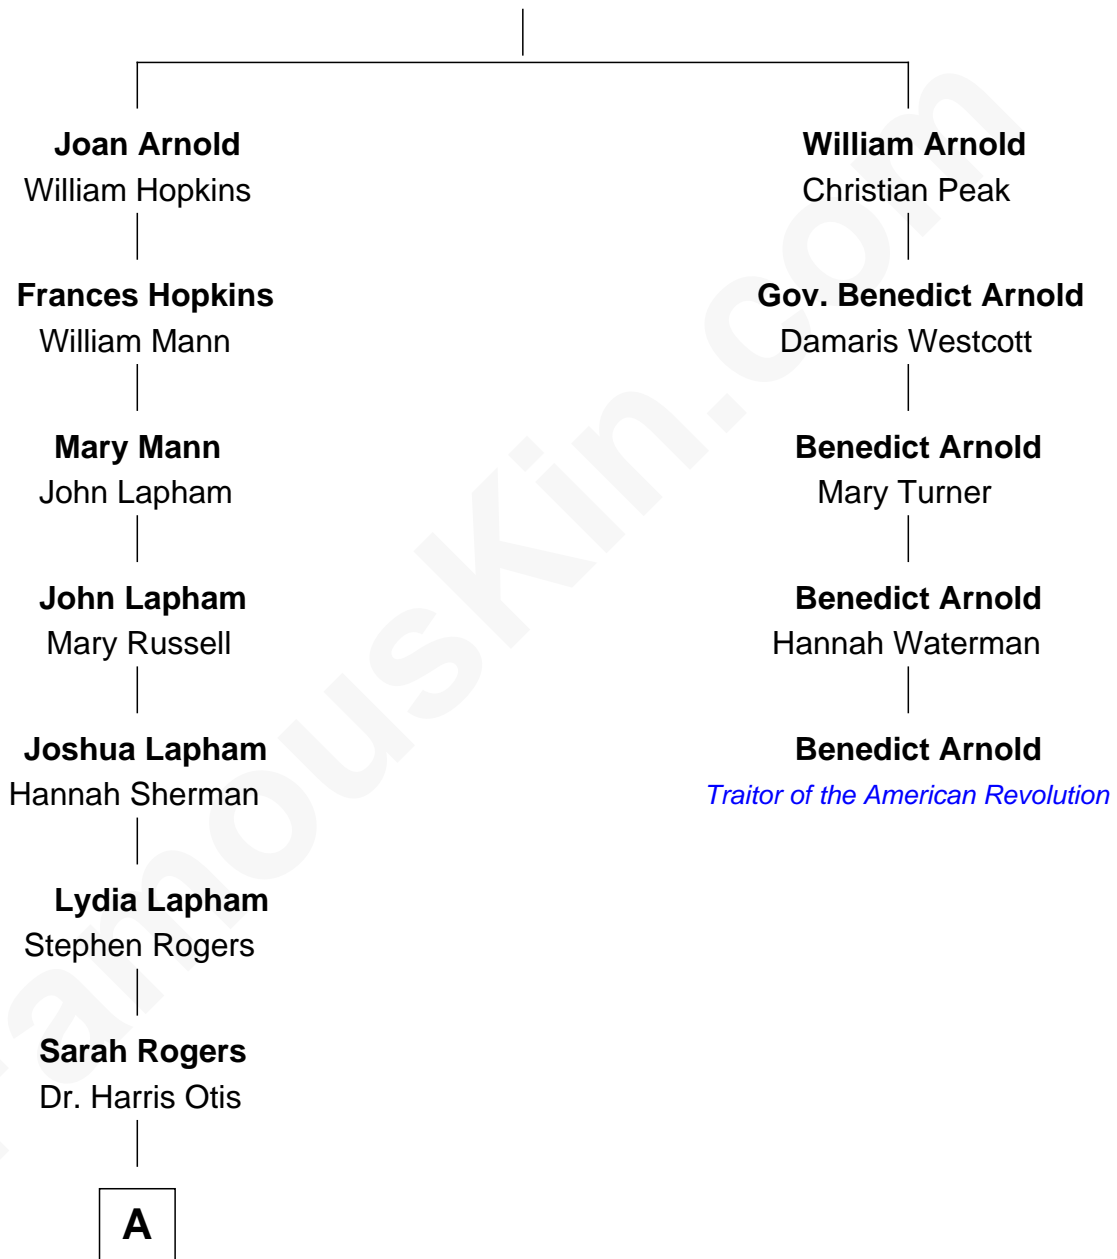 Joan Arnold
William Hopkins
Frances Hopkins
William Mann
Mary Mann
John Lapham
John Lapham
Mary Russell
Joshua Lapham
Hannah Sherman
Lydia Lapham
Stephen Rogers
Sarah Rogers
Dr. Harris Otis
A
William Arnold
Christian Peak
Gov. Benedict Arnold
Damaris Westcott
Benedict Arnold
Mary Turner
Benedict Arnold
Hannah Waterman
Benedict Arnold
Traitor of the American Revolution
FamousKin.com